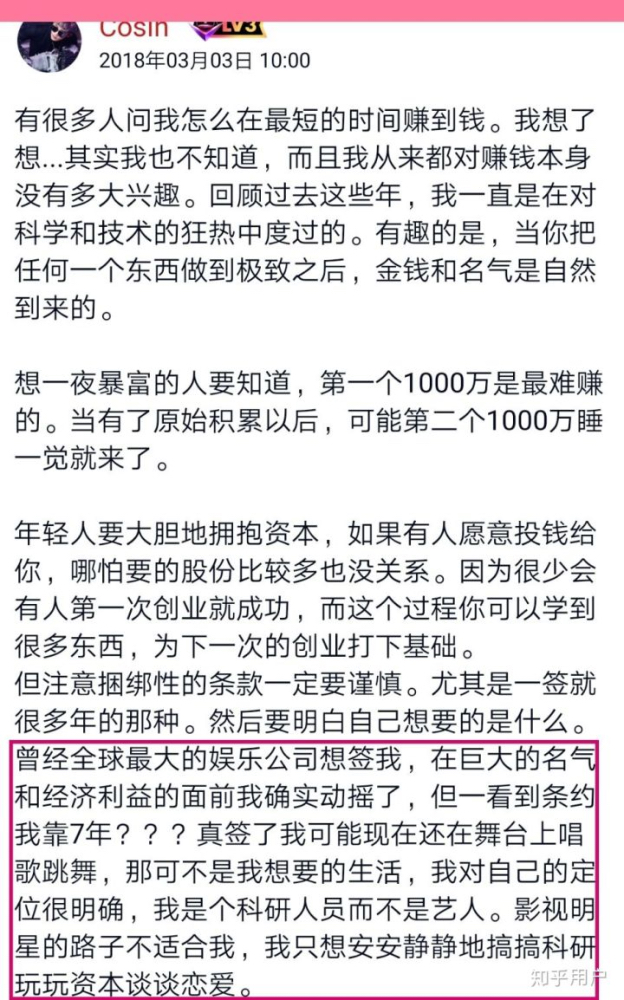 Cosin
LV3
2018年03月03日 10:00
有很多人问我怎么在最短的时间赚到钱。我想了
想...其实我也不知道，而且我从来都对赚钱本身
没有多大兴趣。回顾过去这些年，我一直是在对
科学和技术的狂热中度过的。有趣的是，当你把
任何一个东西做到极致之后，金钱和名气是自然
到来的。
想一夜暴富的人要知道，第一个1000万是最难赚
的。当有了原始积累以后，可能第二个1000万睡
一觉就来了。
年轻人要大胆地拥抱资本，如果有人愿意投钱给
你，哪怕要的股份比较多也没关系。因为很少会
有人第一次创业就成功，而这个过程你可以学到
很多东西，为下一次的创业打下基础。
但注意捆绑性的条款一定要谨慎。尤其是一签就
很多年的那种。然后要明白自己想要的是什么。
曾经全球最大的娱乐公司想签我，在巨大的名气
和经济利益的面前我确实动摇了，但一看到条约
我靠7年？？？真签了我可能现在还在舞台上唱
歌跳舞，那可不是我想要的生活，我对自己的定
位很明确，我是个科研人员而不是艺人。影视明
星的路子不适合我，我只想安安静静地搞搞科研
玩玩资本谈谈恋爱。
知乎用户